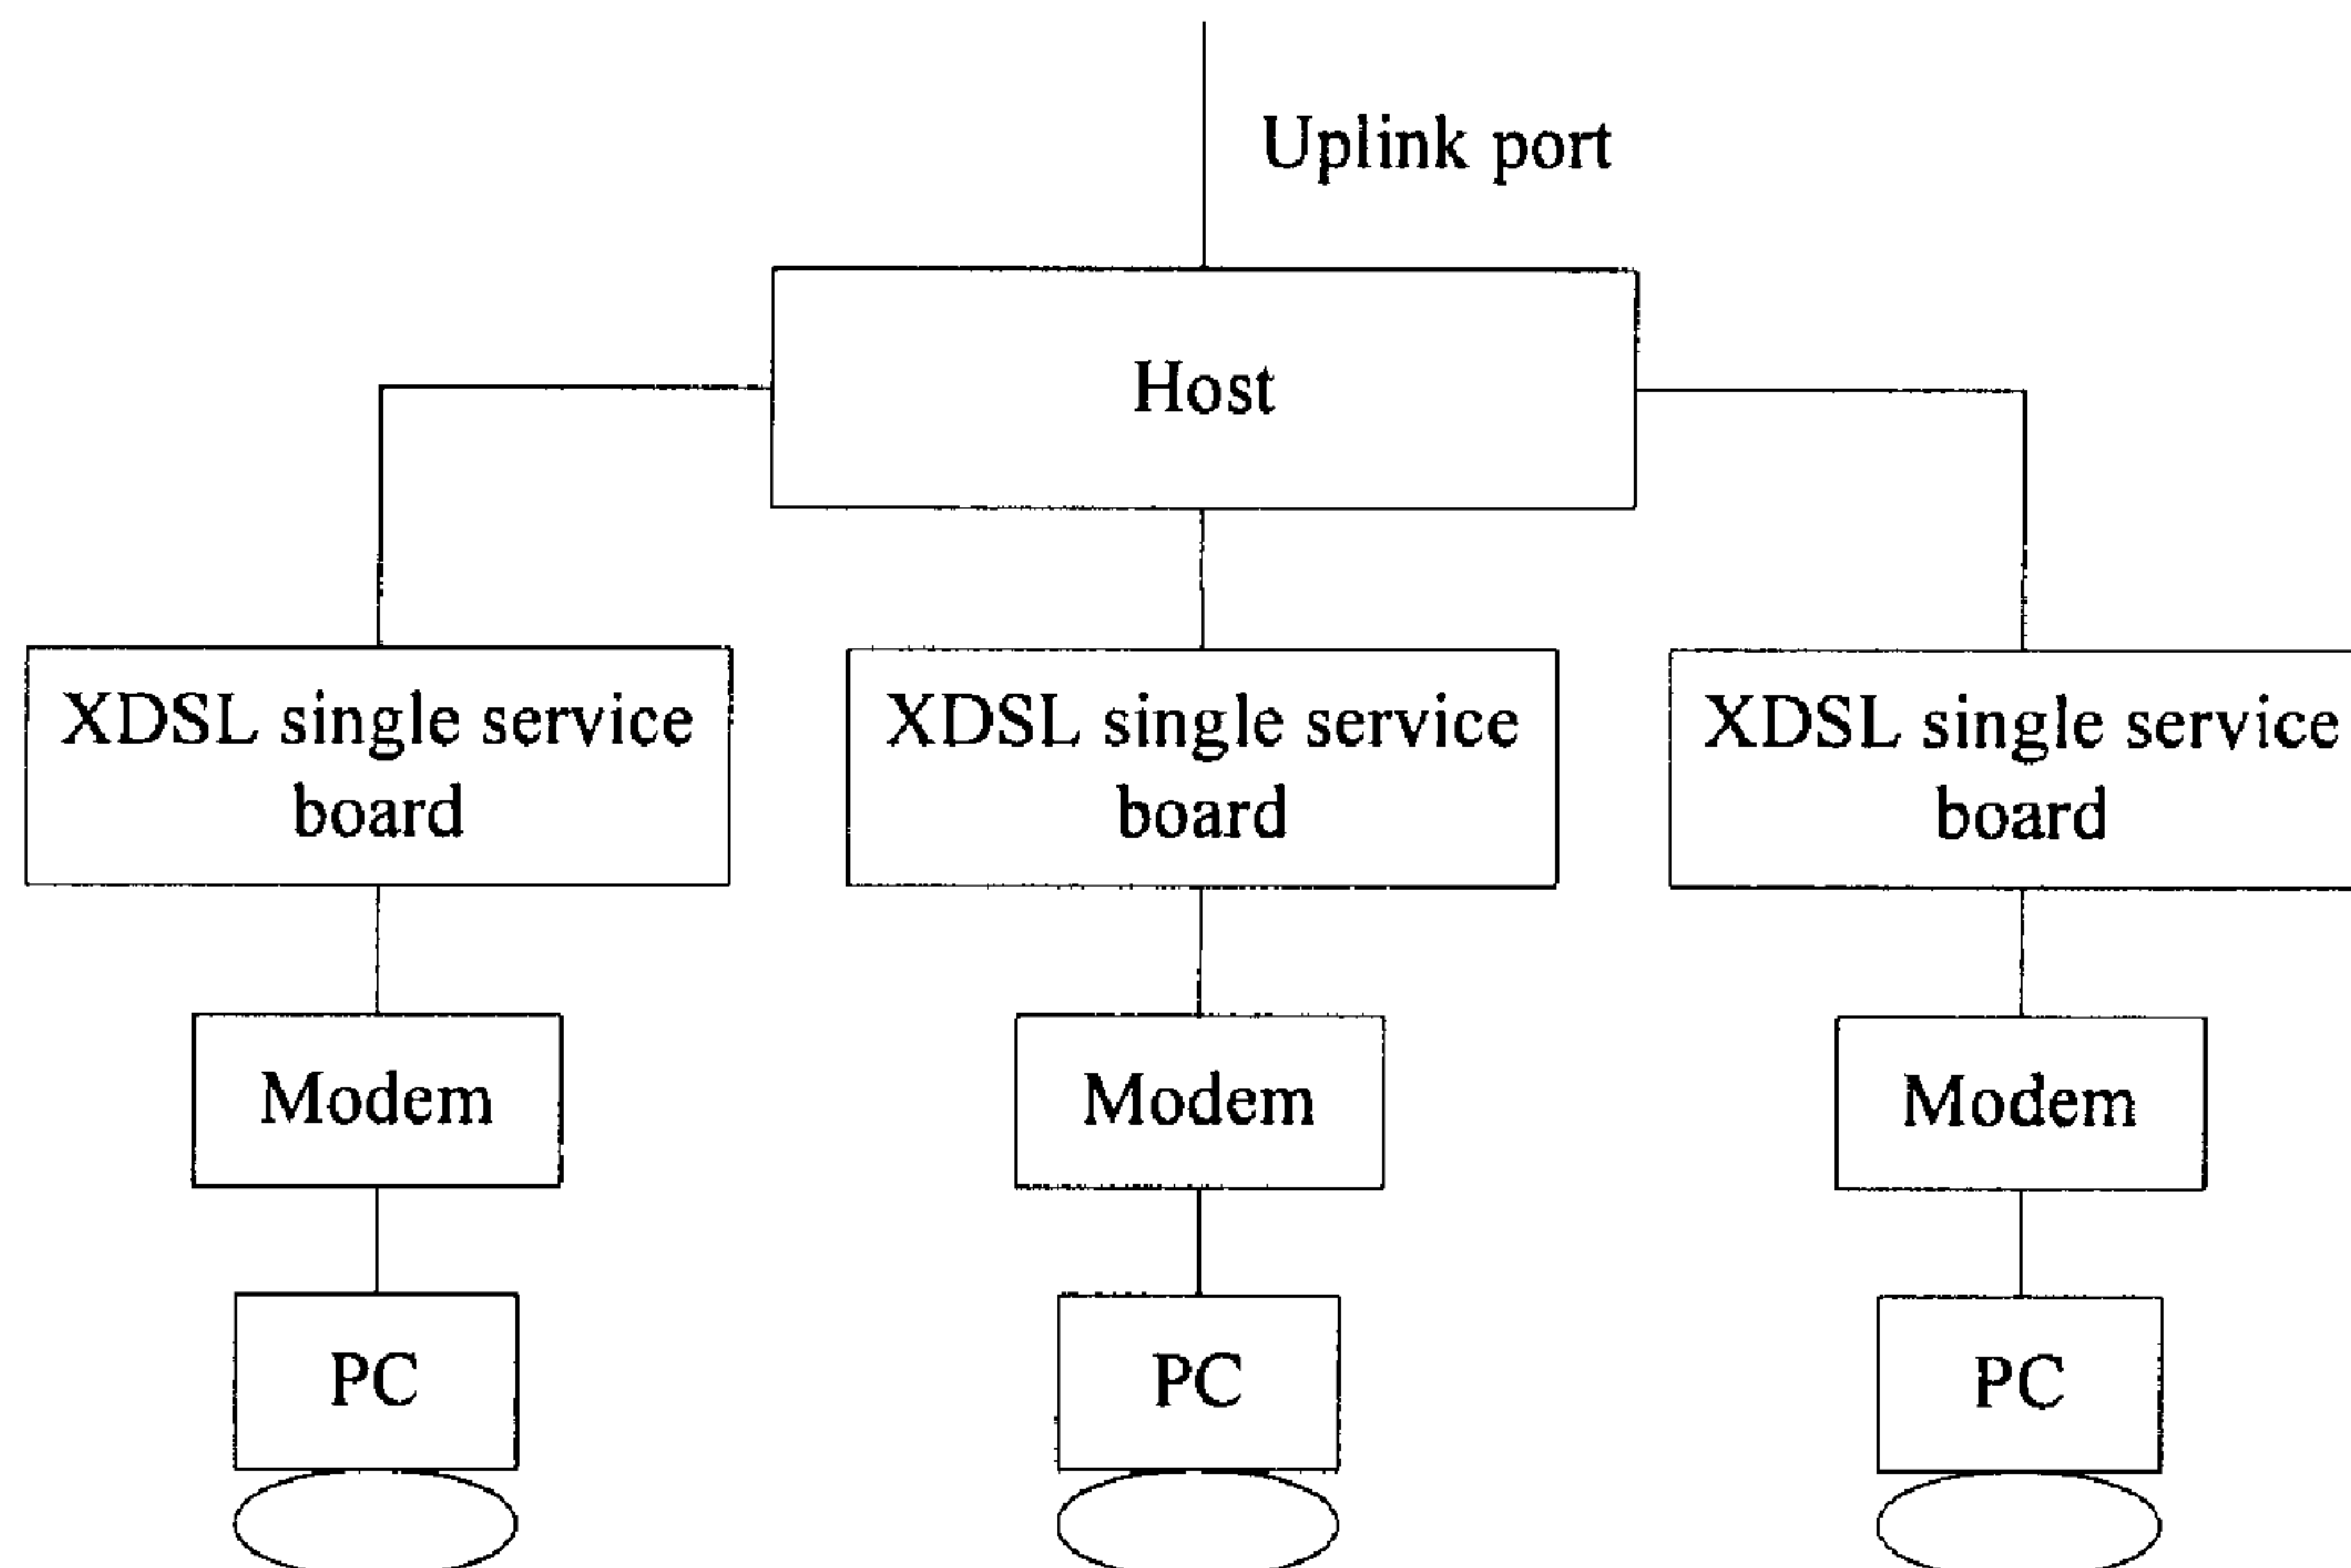 Uplink port
Host
XDSL single service
board
XDSL single service
board
XDSL single service
board
Modem
Modem
Modem
PC
PC
PC